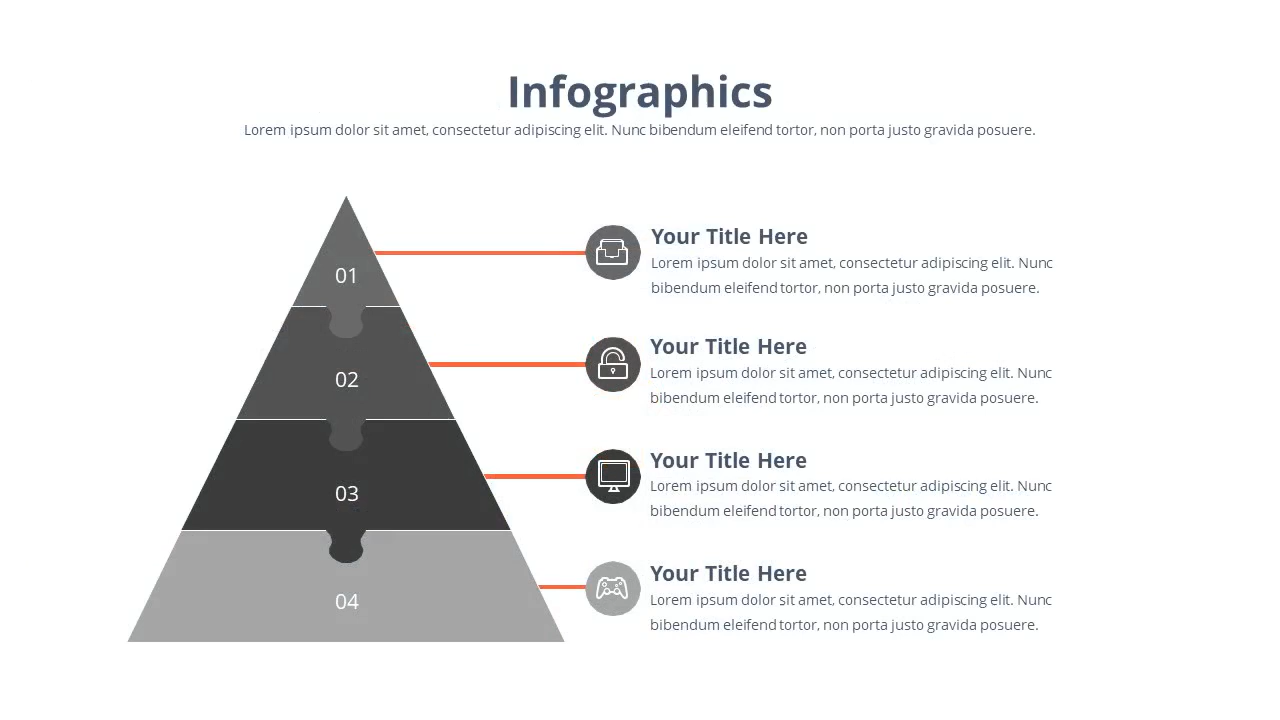 Infographics
Lorem ipsum dolor sit amet, consectetur adipiscing elit. Nunc bibendum eleifend tortor, non porta justo gravida posuere.
01
Your Title Here
Lorem ipsum dolor sit amet, consectetur adipiscing elit. Nunc
bibendum eleifend tortor, non porta justo gravida posuere.
02
Your Title Here
Lorem ipsum dolor sit amet, consectetur adipiscing elit. Nunc
bibendum eleifend tortor, non porta justo gravida posuere.
03
Your Title Here
Lorem ipsum dolor sit amet, consectetur adipiscing elit. Nunc
bibendum eleifend tortor, non porta justo gravida posuere.
04
Your Title Here
Lorem ipsum dolor sit amet, consectetur adipiscing elit. Nunc
bibendum eleifend tortor, non porta justo gravida posuere.